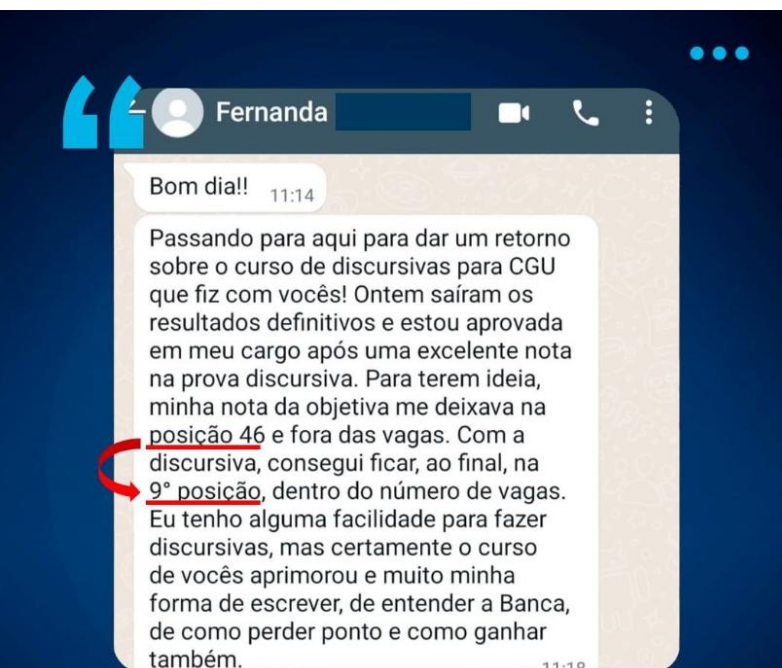 Fernanda
Bom dia!! 11:14
Passando para aqui para dar um retorno
sobre o curso de discursivas para CGU
que fiz com vocês! Ontem saíram os
resultados definitivos e estou aprovada
em meu cargo após uma excelente nota
na prova discursiva. Para terem ideia,
minha nota da objetiva me deixava na
posição 46 e fora das vagas. Com a
discursiva, consegui ficar, ao final, na
9° posição, dentro do número de vagas.
Eu tenho alguma facilidade para fazer
discursivas, mas certamente o curso
de vocês aprimorou e muito minha
forma de escrever, de entender a Banca,
de como perder ponto e como ganhar
também. 11:18